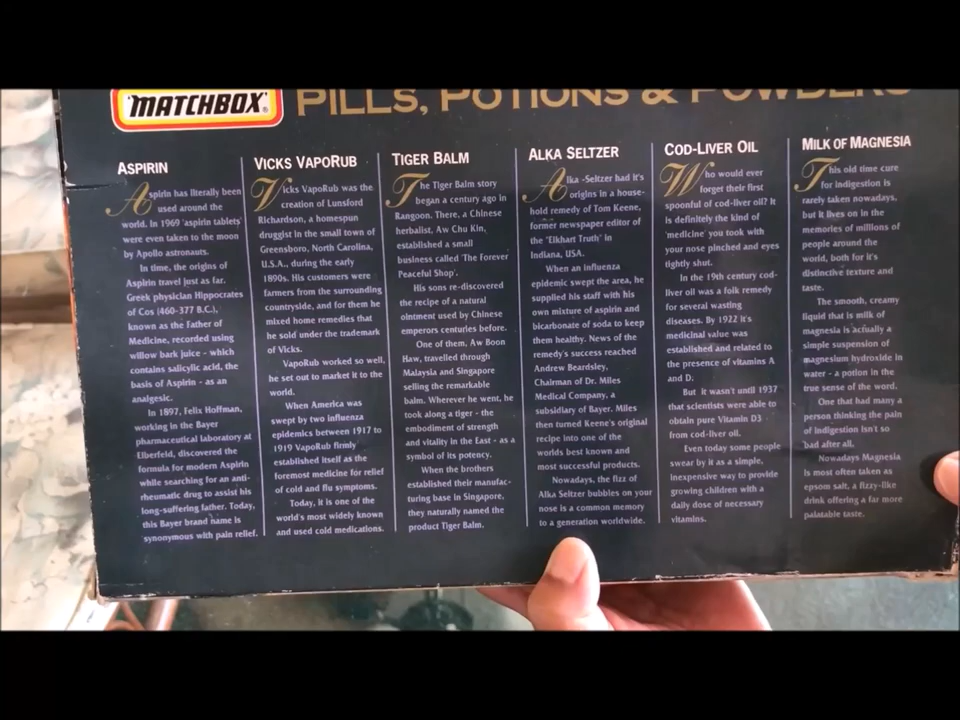 "MATCHBOX"®
PILLS, POTIONS & POWDERS
ASPIRIN
Aspirin has literally been
used around the
world. In 1969 'aspirin tablets'
were even taken to the moon
by Apollo astronauts.
In time, the origins of
Aspirin travel just as far.
Greek physician Hippocrates
of Cos (460-377 B.C.),
known as the Father of
Medicine, recorded using
willow bark juice - which
contains salicylic acid, the
basis of Aspirin - as an
analgesic.
In 1897, Felix Hoffman,
working in the Bayer
pharmaceutical laboratory at
Elberfeld, discovered the
formula for modern Aspirin
while searching for an anti-
rheumatic drug to assist his
long-suffering father. Today,
this Bayer brand name is
synonymous with pain relief.
VICKS VAPORUB
Vicks VapoRub was the
creation of Lunsford
Richardson, a homespun
druggist in the small town of
Greensboro, North Carolina,
U.S.A., during the early
1890s. His customers were
farmers from the surrounding
countryside, and for them he
mixed home remedies that
he sold under the trademark
of Vicks.
VapoRub worked so well,
he set out to market it to the
world.
When America was
swept by two influenza
epidemics between 1917 to
1919 VapoRub firmly
established itself as the
foremost medicine for relief
of cold and flu symptoms.
Today, it is one of the
world's most widely known
and used cold medications.
TIGER BALM
The Tiger Balm story
began a century ago in
Rangoon. There, a Chinese
herbalist, Aw Chu Kin,
established a small
business called 'The Forever
Peaceful Shop'.
His sons re-discovered
the recipe of a natural
ointment used by Chinese
emperors centuries before.
One of them, Aw Boon
Haw, travelled through
Malaysia and Singapore
selling the remarkable
balm. Wherever he went, he
took along a tiger - the
embodiment of strength
and vitality in the East - as a
symbol of its potency.
When the brothers
established their manufac-
turing base in Singapore,
they naturally named the
product Tiger Balm.
ALKA SELTZER
Alka -Seltzer had it's
origins in a house-
hold remedy of Tom Keene,
former newspaper editor of
the "Elkhart Truth" in
Indiana, USA.
When an influenza
epidemic swept the area, he
supplied his staff with his
own mixture of aspirin and
bicarbonate of soda to keep
them healthy. News of the
remedy's success reached
Andrew Beardsley,
Chairman of Dr. Miles
Medical Company, a
subsidiary of Bayer. Miles
then turned Keene's original
recipe into one of the
worlds best known and
most successful products.
Nowadays, the fizz of
Alka Seltzer bubbles on your
nose is a common memory
to a generation worldwide.
COD-LIVER OIL
Who would ever
forget their first
spoonful of cod-liver oil? It
is definitely the kind of
'medicine' you took with
your nose pinched and eyes
tightly shut.
In the 19th century cod-
liver oil was a folk remedy
for several wasting
diseases. By 1922 it's
medicinal value was
established and related to
the presence of vitamins A
and D.
But it wasn't until 1937
that scientists were able to
obtain pure Vitamin D3
from cod-liver oil.
Even today some people
swear by it as a simple,
inexpensive way to provide
growing children with a
daily dose of necessary
vitamins.
MILK OF MAGNESIA
This old time cure
for indigestion is
rarely taken nowadays,
but it lives on in the
memories of millions of
people around the
world, both for it's
distinctive texture and
taste.
The smooth, creamy
liquid that is milk of
magnesia is actually a
simple suspension of
magnesium hydroxide in
water - a potion in the
true sense of the word.
One that had many a
person thinking the pain
of indigestion isn't so
bad after all.
Nowadays Magnesia
is most often taken as
epsom salt, a fizzy-like
drink offering a far more
palatable taste.